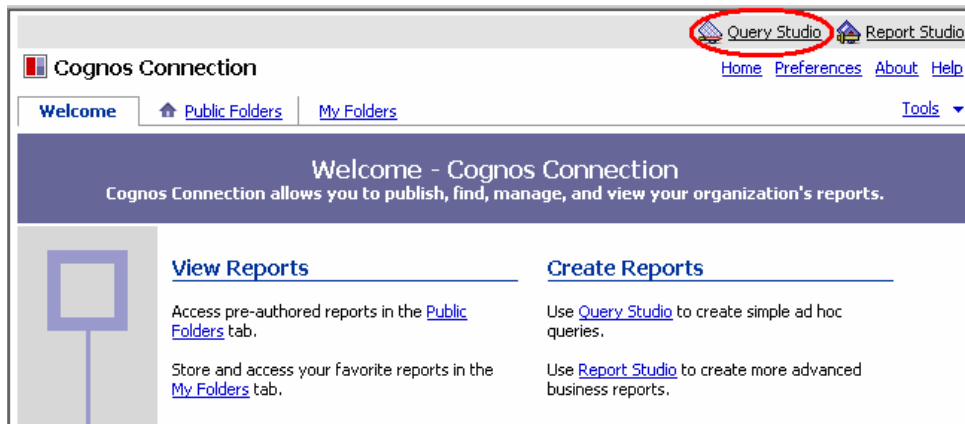 Query Studio Report Studio
Cognos Connection
Home Preferences About Help
Welcome Public Folders My Folders Tools
Welcome - Cognos Connection
Cognos Connection allows you to publish, find, manage, and view your organization's reports.
View Reports
Access pre-authored reports in the Public
Folders tab.
Store and access your favorite reports in the
My Folders tab.
Create Reports
Use Query Studio to create simple ad hoc
queries.
Use Report Studio to create more advanced
business reports.